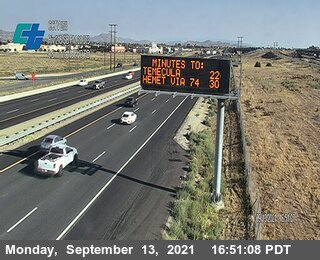 MINUTES TO:
TEMECULA 22
HEMET VIA 74 30
Monday, September 13, 2021 16:51:08 PDT